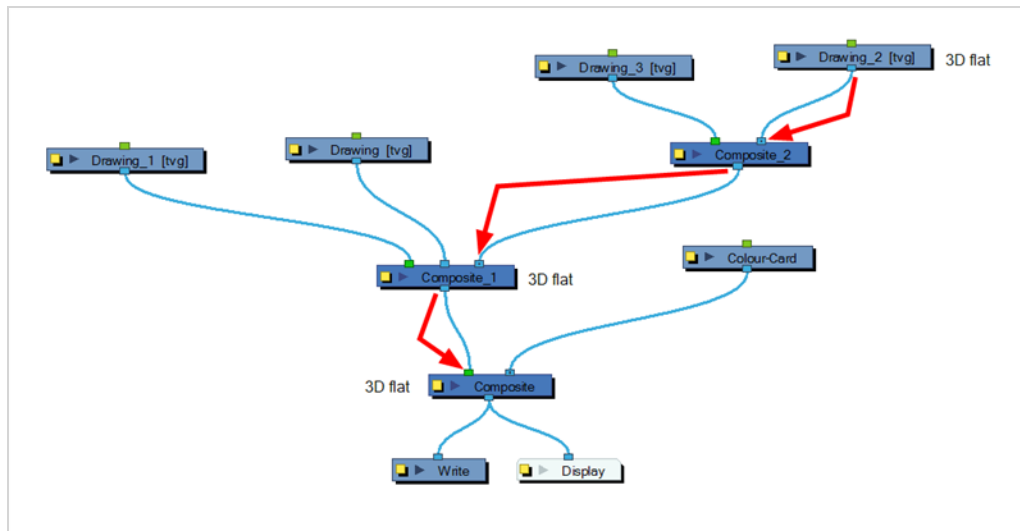 Drawing_3 [tvg]
Drawing_2 [tvg]
3D flat
Drawing_1 [tvg]
Drawing [tvg]
Composite_2
Composite_1
3D flat
Colour-Card
3D flat
Composite
Write
Display